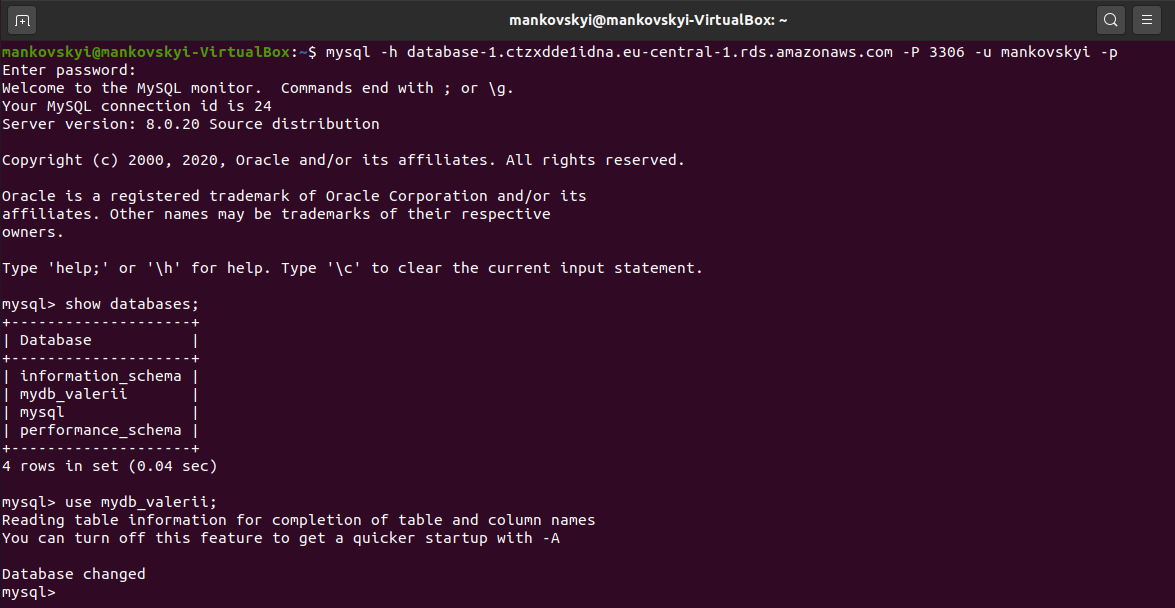 mankovskyi@mankovskyi-VirtualBox: ~
mankovskyi@mankovskyi-VirtualBox:~$ mysql -h database-1.ctzxdde1idna.eu-central-1.rds.amazonaws.com -P 3306 -u mankovskyi -p
Enter password:
Welcome to the MySQL monitor.  Commands end with ; or \g.
Your MySQL connection id is 24
Server version: 8.0.20 Source distribution

Copyright (c) 2000, 2020, Oracle and/or its affiliates. All rights reserved.

Oracle is a registered trademark of Oracle Corporation and/or its
affiliates. Other names may be trademarks of their respective
owners.

Type 'help;' or '\h' for help. Type '\c' to clear the current input statement.

mysql> show databases;
+--------------------+
| Database           |
+--------------------+
| information_schema |
| mydb_valerii       |
| mysql              |
| performance_schema |
+--------------------+
4 rows in set (0.04 sec)

mysql> use mydb_valerii;
Reading table information for completion of table and column names
You can turn off this feature to get a quicker startup with -A

Database changed
mysql>